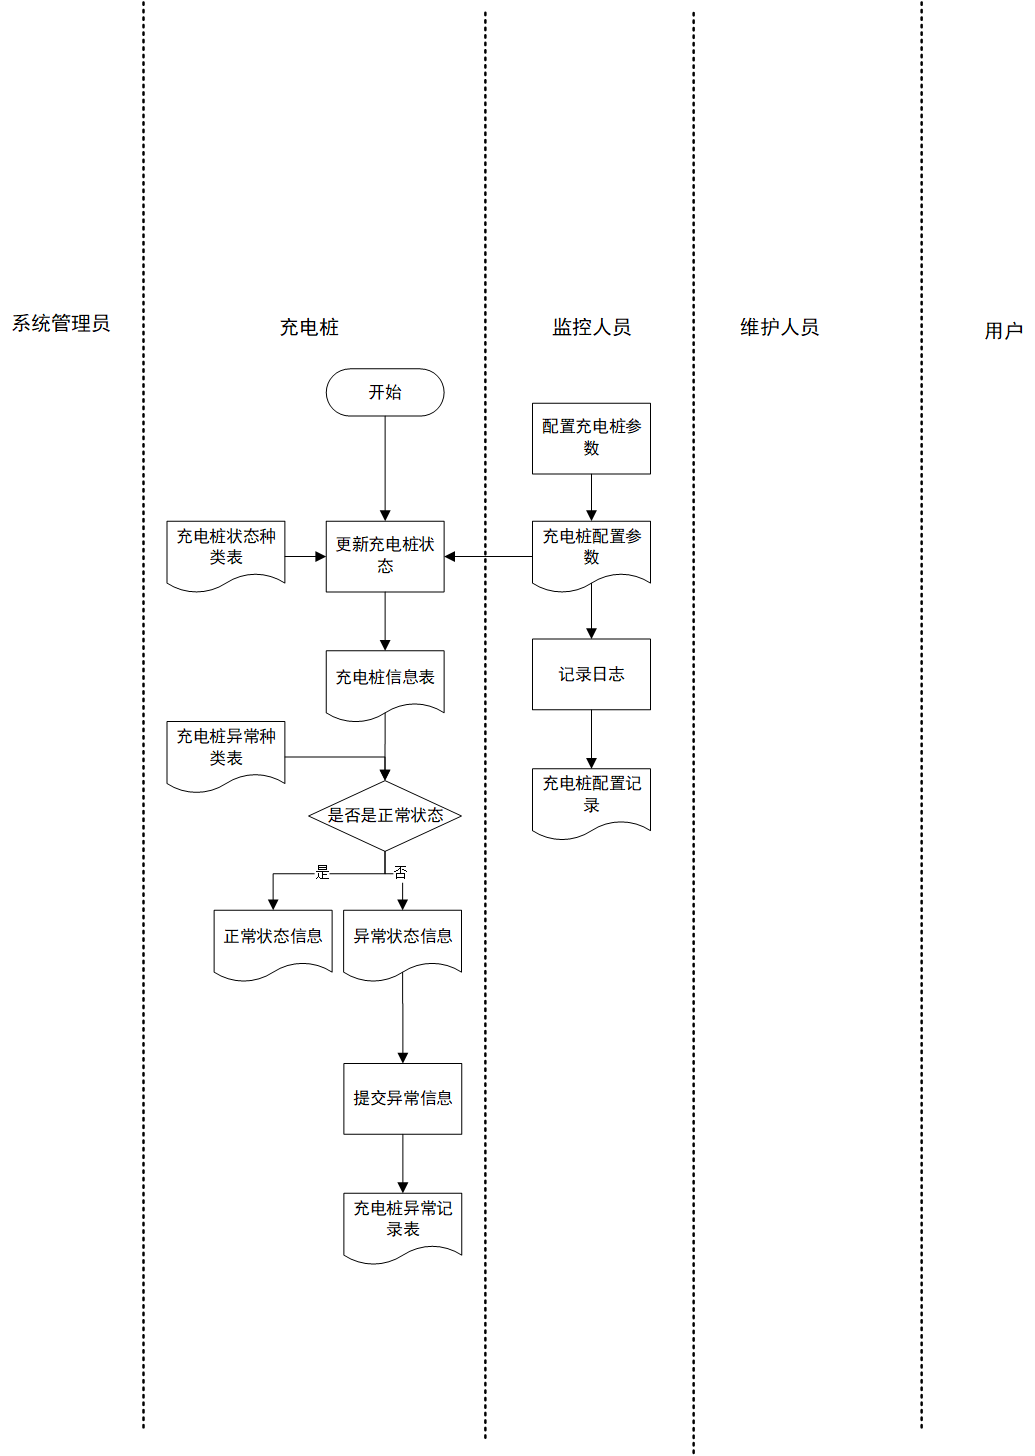 系统管理员
充电桩
监控人员
维护人员
用户
开始
配置充电桩参
数
充电桩状态种
类表
更新充电桩状
态
充电桩配置参
数
充电桩信息表
记录日志
充电桩异常种
类表
充电桩配置记
录
是否是正常状态
是
否
正常状态信息
异常状态信息
提交异常信息
充电桩异常记
录表